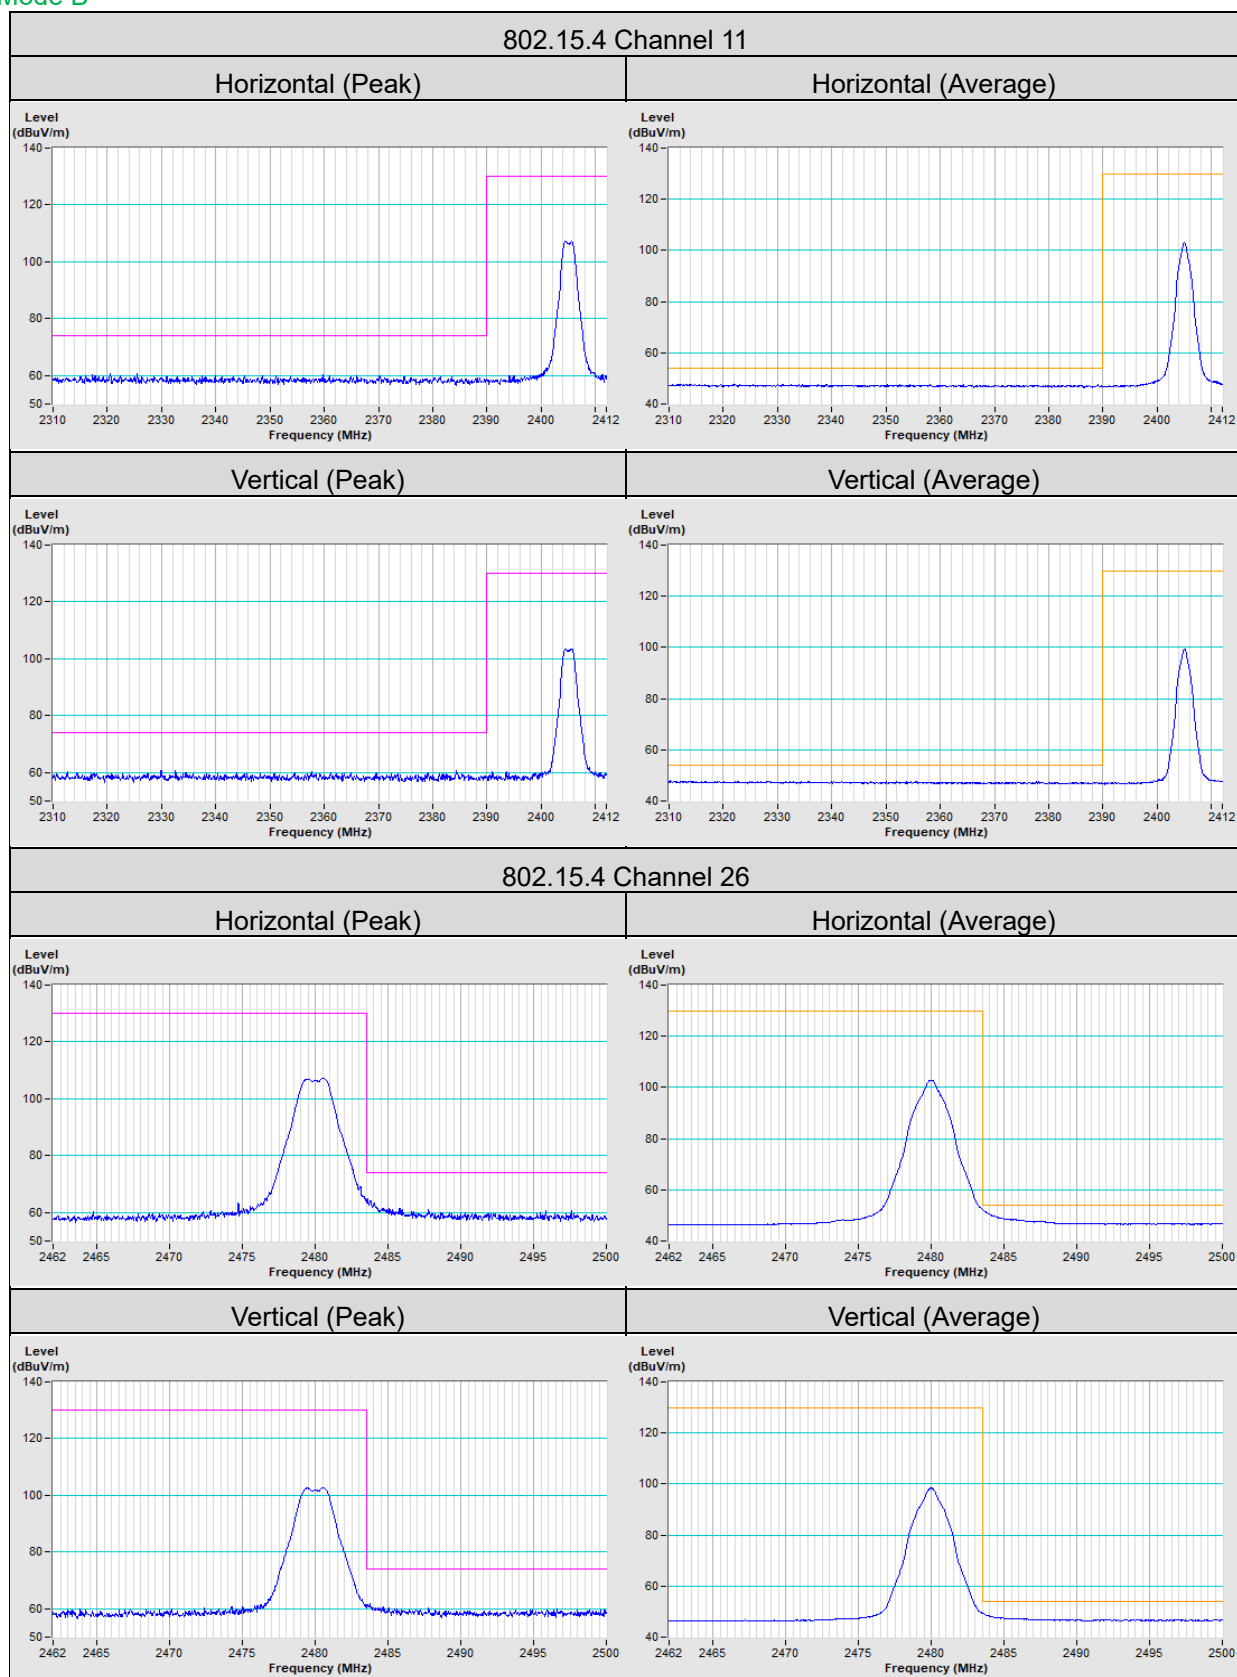 Mode B
802.15.4 Channel 11
Horizontal (Peak) Horizontal (Average)
Level
(dBuV/m)
140
120
100
80
60
50
2310 2320 2330 2340 2350 2360 2370 2380 2390 2400 2412
Frequency (MHz)
Level
(dBuV/m)
140
120
100
80
60
40
2310 2320 2330 2340 2350 2360 2370 2380 2390 2400 2412
Frequency (MHz)
Vertical (Peak) Vertical (Average)
Level
(dBuV/m)
140
120
100
80
60
50
2310 2320 2330 2340 2350 2360 2370 2380 2390 2400 2412
Frequency (MHz)
Level
(dBuV/m)
140
120
100
80
60
40
2310 2320 2330 2340 2350 2360 2370 2380 2390 2400 2412
Frequency (MHz)
802.15.4 Channel 26
Horizontal (Peak) Horizontal (Average)
Level
(dBuV/m)
140
120
100
80
60
50
2462 2465 2470 2475 2480 2485 2490 2495 2500
Frequency (MHz)
Level
(dBuV/m)
140
120
100
80
60
40
2462 2465 2470 2475 2480 2485 2490 2495 2500
Frequency (MHz)
Vertical (Peak) Vertical (Average)
Level
(dBuV/m)
140
120
100
80
60
50
2462 2465 2470 2475 2480 2485 2490 2495 2500
Frequency (MHz)
Level
(dBuV/m)
140
120
100
80
60
40
2462 2465 2470 2475 2480 2485 2490 2495 2500
Frequency (MHz)